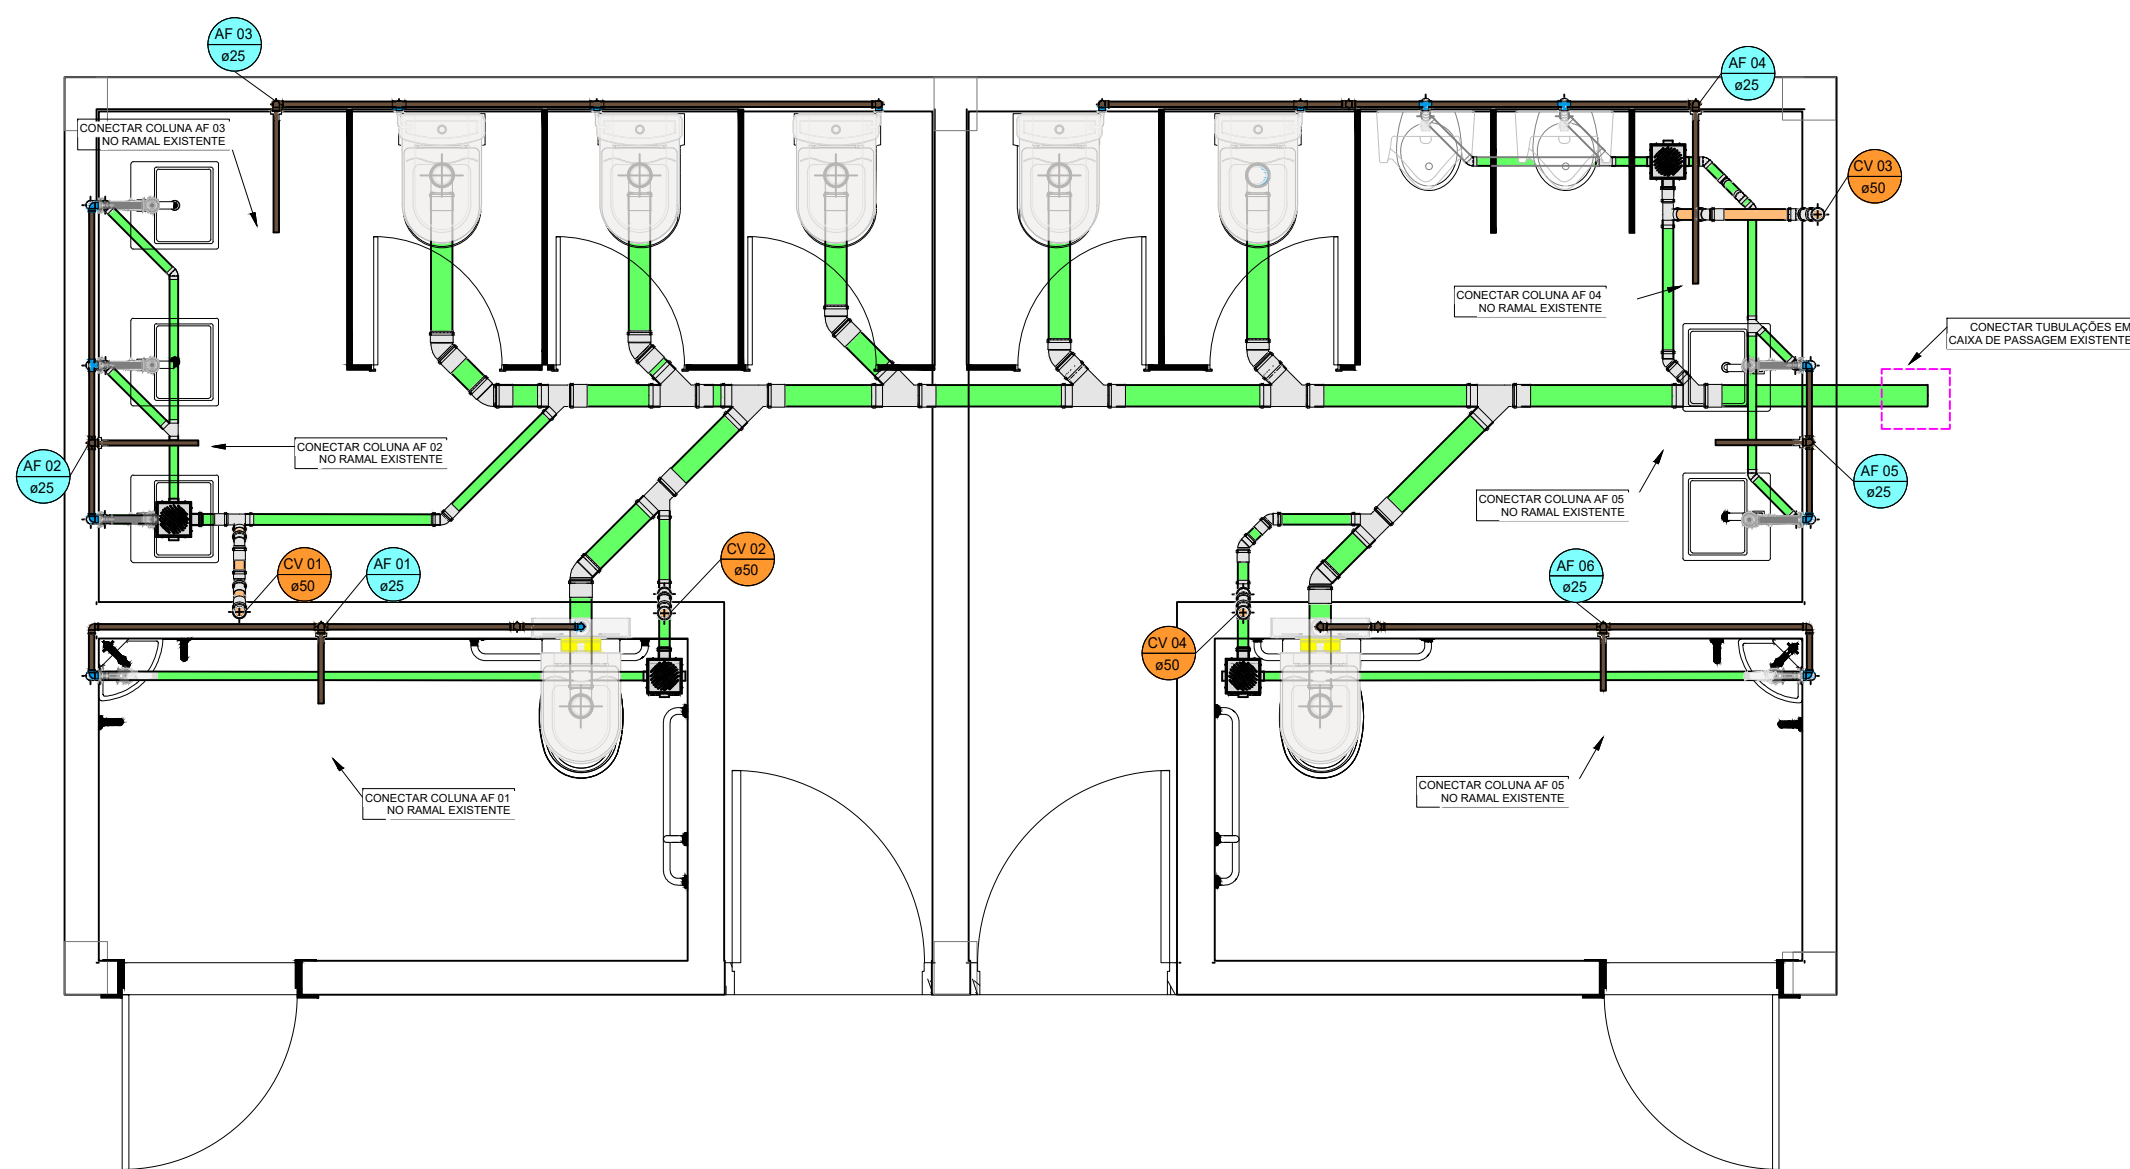 AF 03
ø25
AF 04
ø25
CONECTAR COLUNA AF 03
NO RAMAL EXISTENTE
CV 03
ø50
CONECTAR COLUNA AF 04
NO RAMAL EXISTENTE
CONECTAR TUBULAÇÕES EM
CAIXA DE PASSAGEM EXISTENTE
CONECTAR COLUNA AF 02
NO RAMAL EXISTENTE
AF 02
ø25
CONECTAR COLUNA AF 05
NO RAMAL EXISTENTE
AF 05
ø25
CV 01
ø50
AF 01
ø25
CV 02
ø50
AF 06
ø25
CV 04
ø50
CONECTAR COLUNA AF 01
NO RAMAL EXISTENTE
CONECTAR COLUNA AF 05
NO RAMAL EXISTENTE